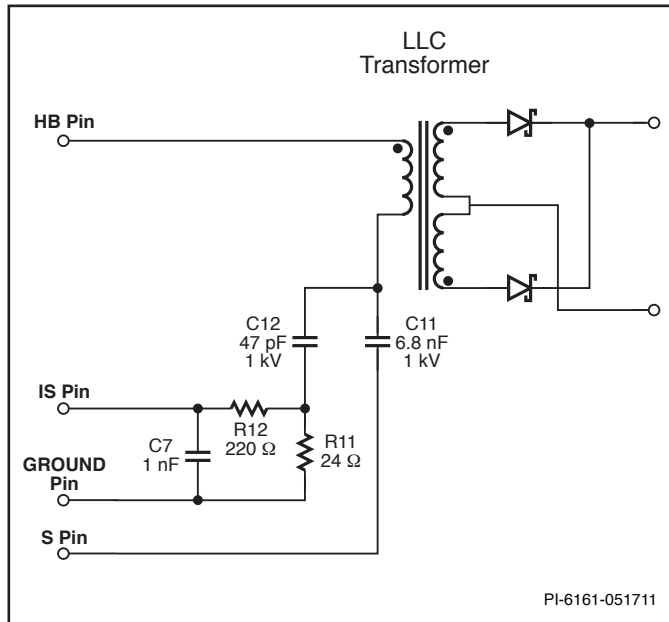 LLC
Transformer
HB Pin
C12
47 pF
1 kV
C11
6.8 nF
1 kV
IS Pin
R12
220 Ω
C7
1 nF
R11
24 Ω
GROUND
Pin
S Pin
PI-6161-051711